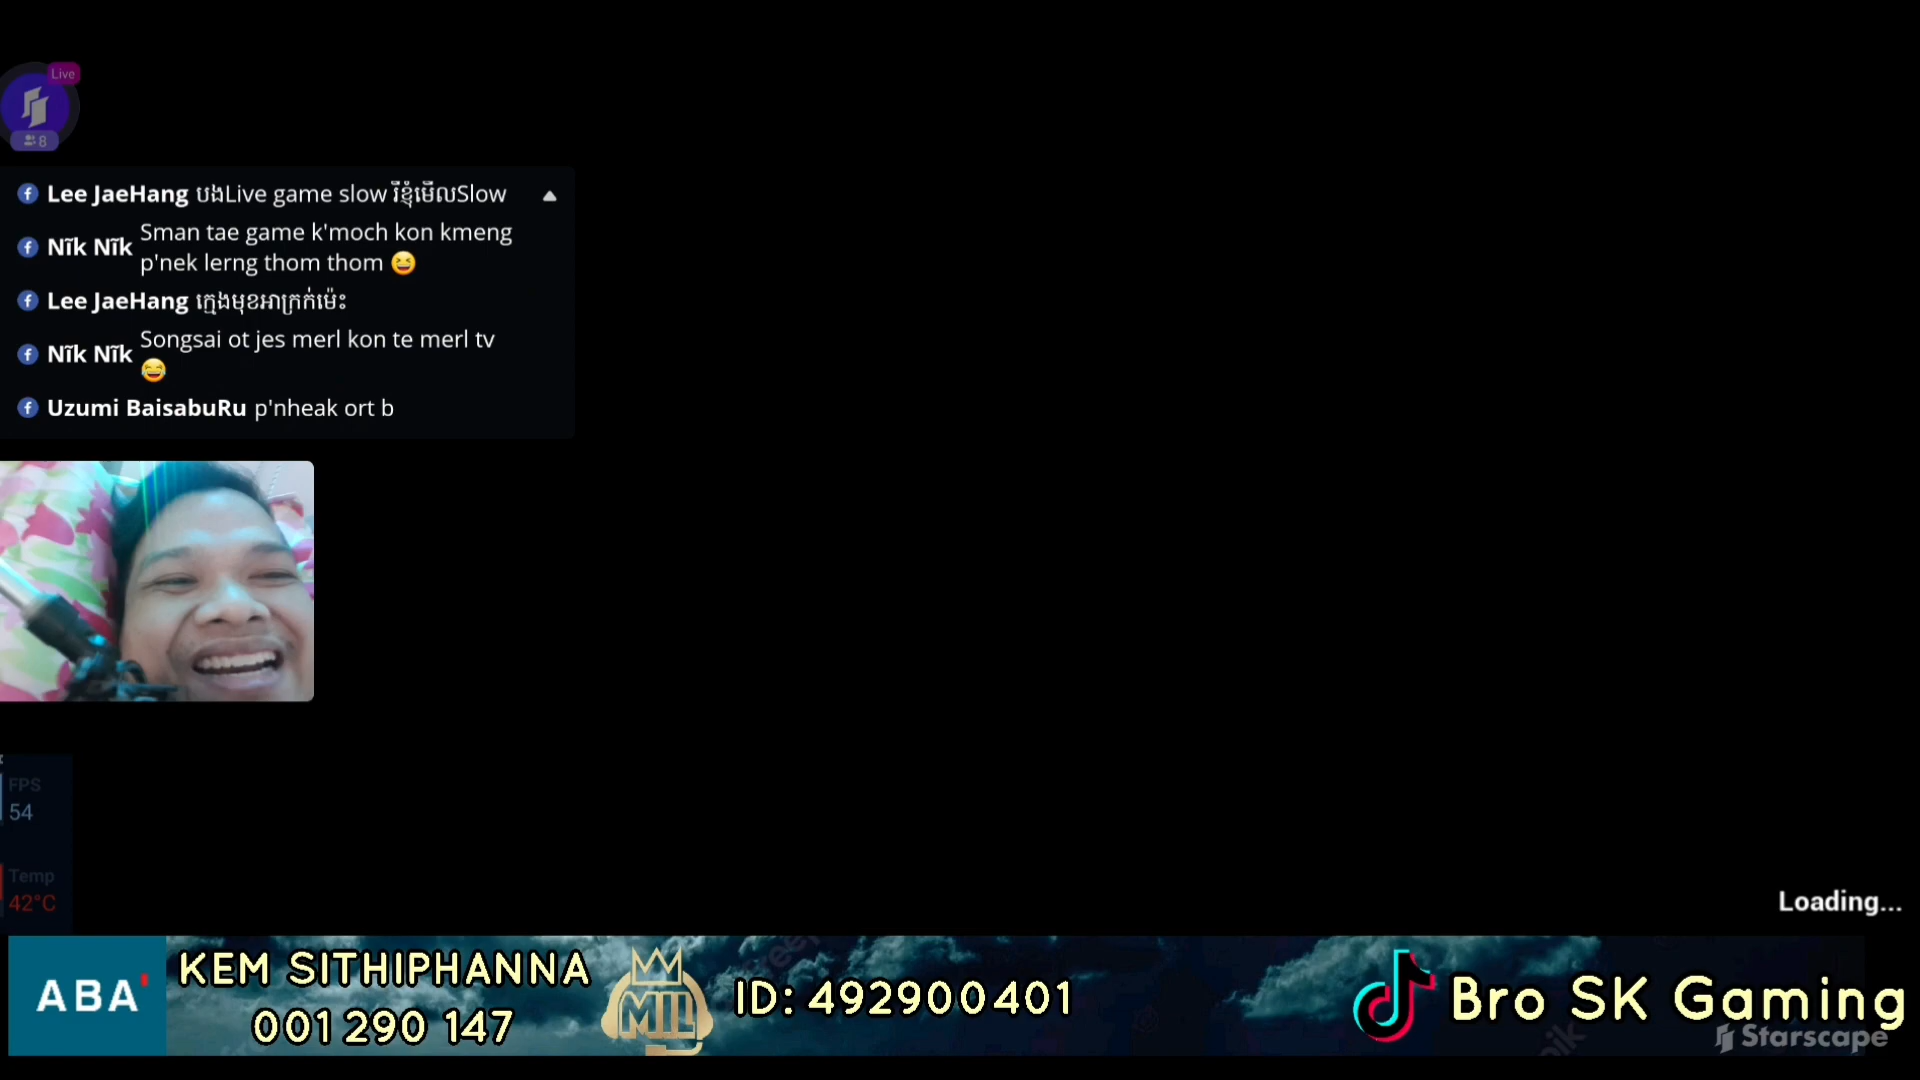 Live
8
Lee JaeHang បងLive game slow រឺខ្ញុំមើលSlow
Nĩk Nĩk Sman tae game k'moch kon kmeng
p'nek lerng thom thom 😆
Lee JaeHang ក្មេងមុខអាក្រក់ម៉េះ
Nĩk Nĩk Songsai ot jes merl kon te merl tv
😂
Uzumi BaisabuRu p'nheak ort b
FPS
54
Temp
42°C
Loading...
ABA'
KEM SITHIPHANNA
001 290 147
MIL
ID: 492900401
Bro SK Gaming
Starscape